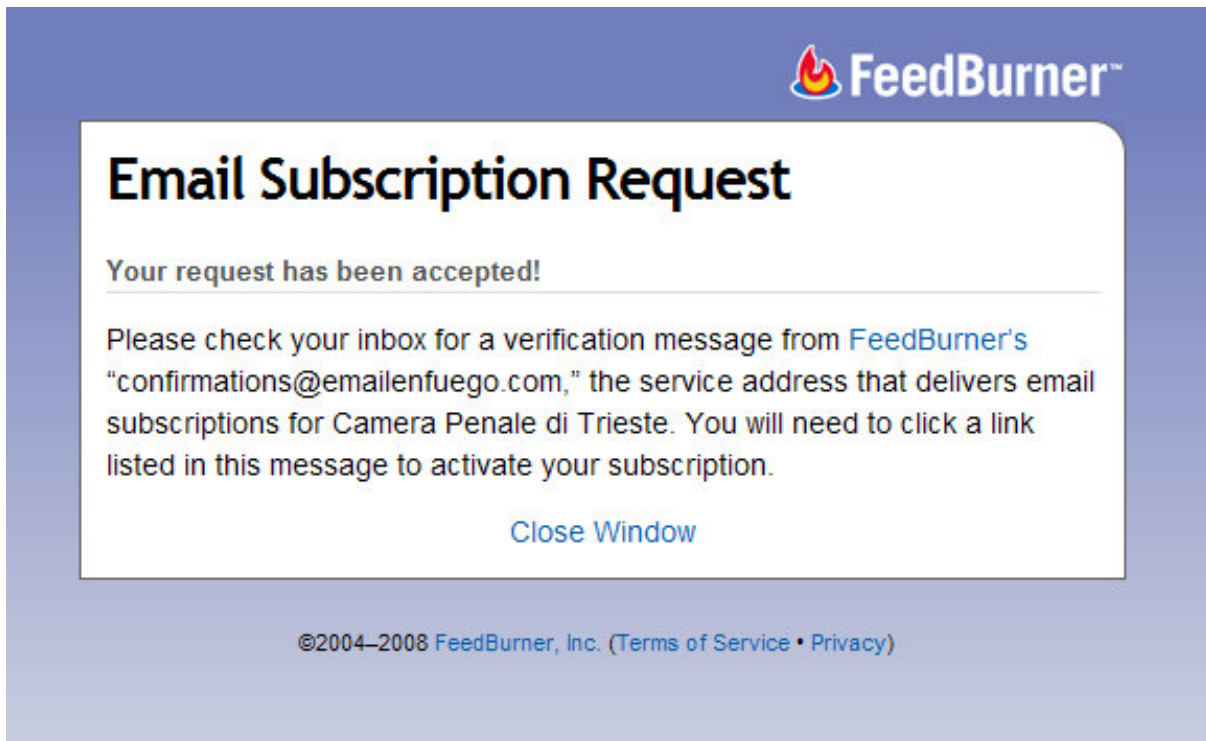 FeedBurner™
Email Subscription Request
Your request has been accepted!
Please check your inbox for a verification message from FeedBurner’s
“confirmations@emailenfuego.com,” the service address that delivers email
subscriptions for Camera Penale di Trieste. You will need to click a link
listed in this message to activate your subscription.
Close Window
©2004–2008 FeedBurner, Inc. (Terms of Service • Privacy)